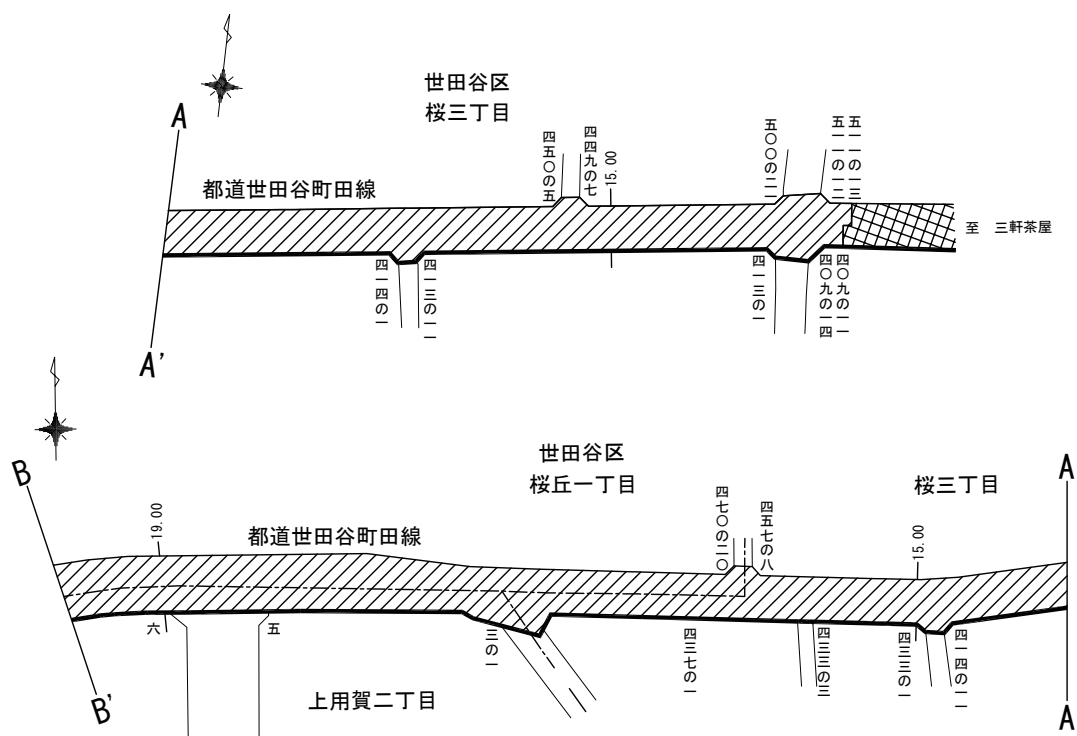 世田谷区
桜三丁目
A
都道世田谷町田線
四五〇の五
四四九の七
15.00
五〇〇の二一
五一一の一二
五一一の一三
至 三軒茶屋
四一四の一
四一三の一一
四一三の一
四〇九の一四
四〇九の一一
A'
世田谷区
桜丘一丁目
桜三丁目
B
A
19.00
都道世田谷町田線
四七〇の二〇
四五七の八
15.00
六
五
三の一
四三七の一
四三三の三
四三三の一
四一四の一一
上用賀二丁目
B'
A